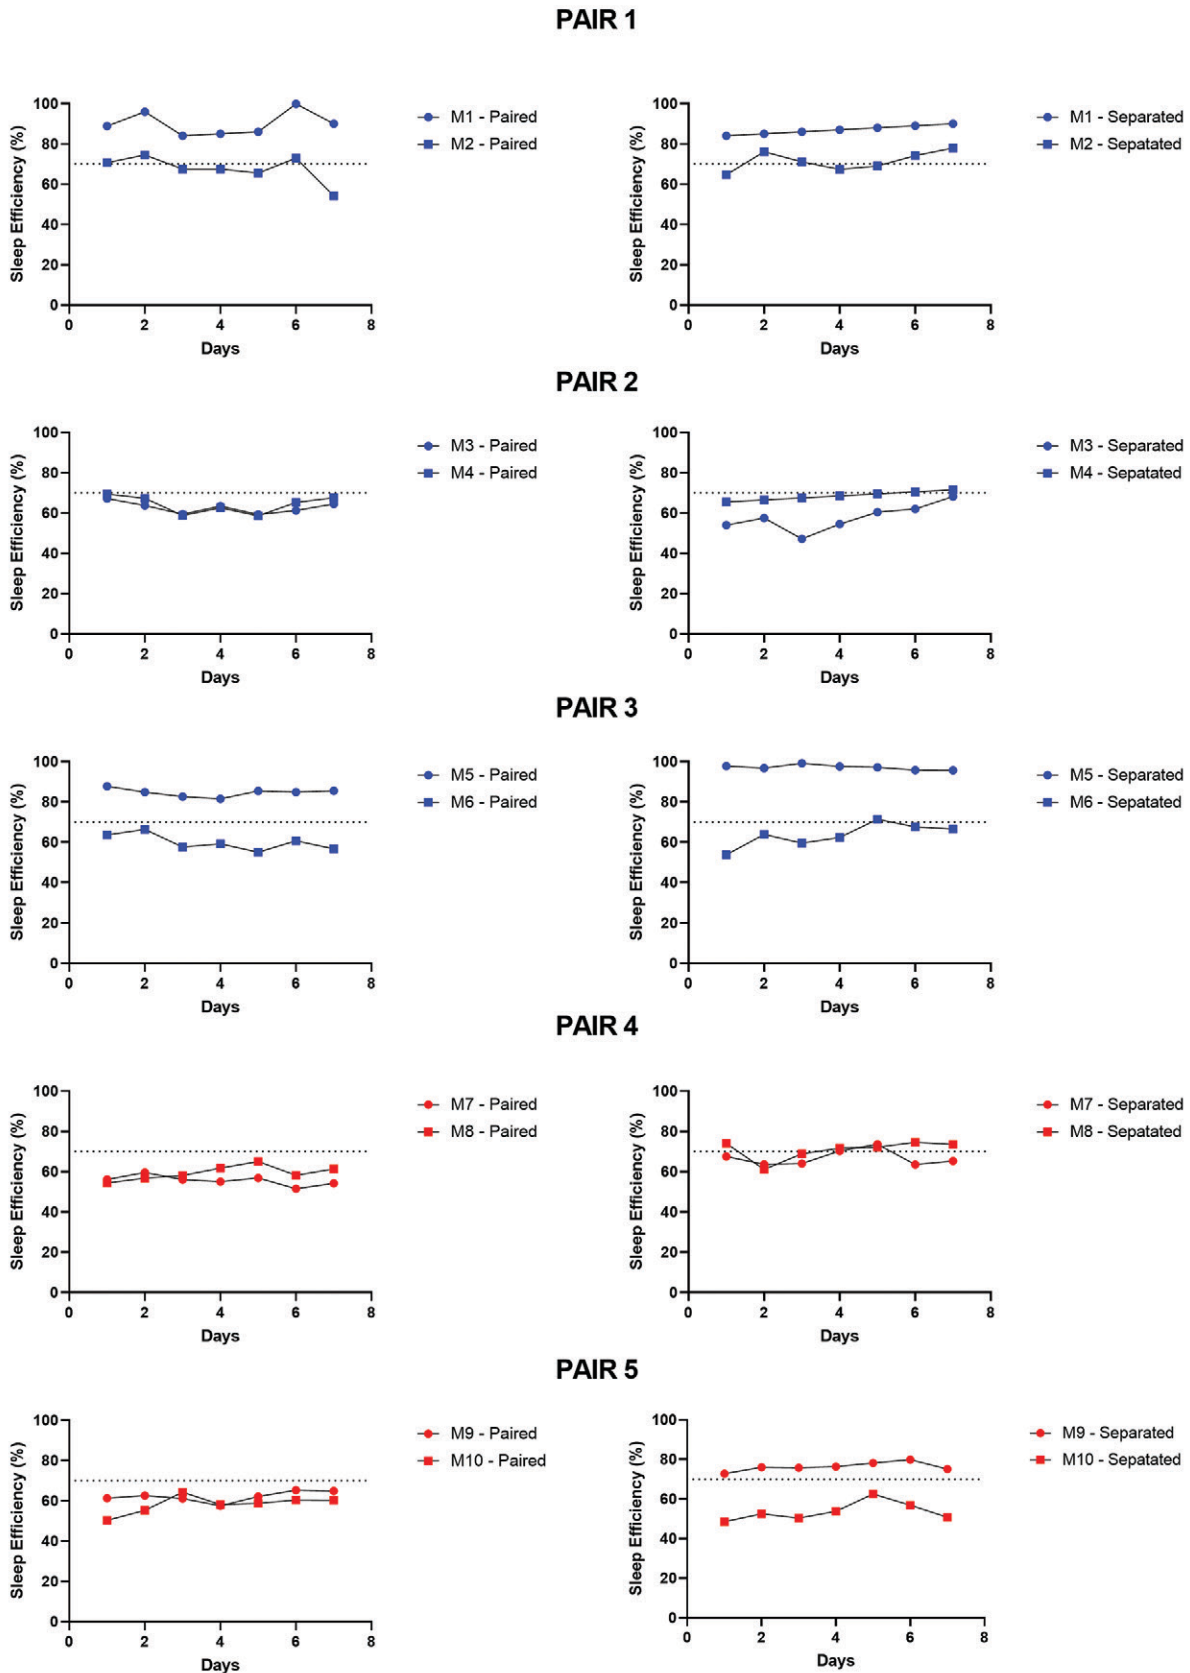 PAIR 1
Sleep Efficiency (%)
100
80
60
40
20
0
0 2 4 6 8
Days
M1 - Paired
M2 - Paired
Sleep Efficiency (%)
100
80
60
40
20
0
0 2 4 6 8
Days
M1 - Separated
M2 - Sepatated
PAIR 2
Sleep Efficiency (%)
100
80
60
40
20
0
0 2 4 6 8
Days
M3 - Paired
M4 - Paired
Sleep Efficiency (%)
100
80
60
40
20
0
0 2 4 6 8
Days
M3 - Separated
M4 - Sepatated
PAIR 3
Sleep Efficiency (%)
100
80
60
40
20
0
0 2 4 6 8
Days
M5 - Paired
M6 - Paired
Sleep Efficiency (%)
100
80
60
40
20
0
0 2 4 6 8
Days
M5 - Separated
M6 - Sepatated
PAIR 4
Sleep Efficiency (%)
100
80
60
40
20
0
0 2 4 6 8
Days
M7 - Paired
M8 - Paired
Sleep Efficiency (%)
100
80
60
40
20
0
0 2 4 6 8
Days
M7 - Separated
M8 - Sepatated
PAIR 5
Sleep Efficiency (%)
100
80
60
40
20
0
0 2 4 6 8
Days
M9 - Paired
M10 - Paired
Sleep Efficiency (%)
100
80
60
40
20
0
0 2 4 6 8
Days
M9 - Separated
M10 - Sepatated